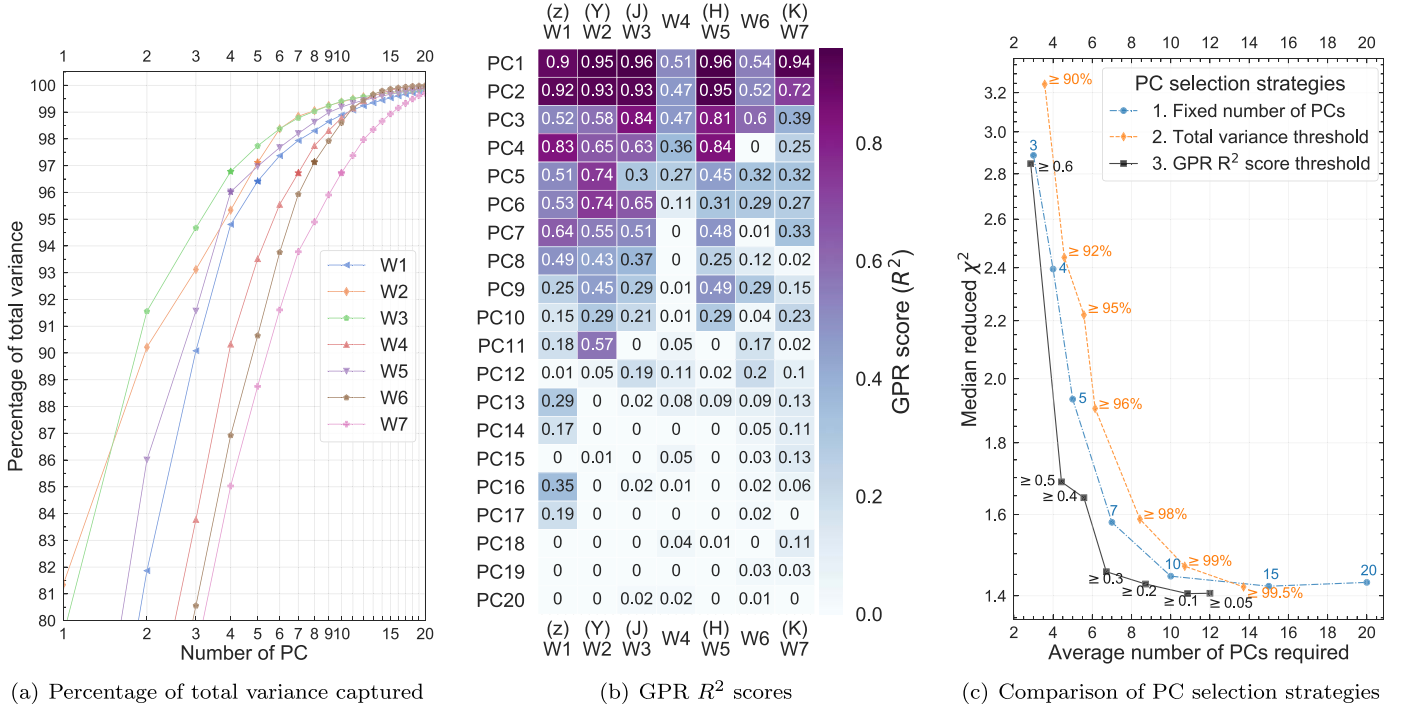 1 2 3 4 5 6 7 8 910 20
100
99
98
97
96
95
94
93
92
91
90
89
88
87
86
85
84
83
82
81
80
Percentage of total variance
W1
W2
W3
W4
W5
W6
W7
1 2 3 4 5 6 7 8 910 20
Number of PC
(a) Percentage of total variance captured
(z) (Y) (J) (H) (K)
W1 W2 W3 W4 W5 W6 W7
PC1 0.9 0.95 0.96 0.51 0.96 0.54 0.94
PC2 0.92 0.93 0.93 0.47 0.95 0.52 0.72
PC3 0.52 0.58 0.84 0.47 0.81 0.6 0.39
PC4 0.83 0.65 0.63 0.36 0.84 0 0.25
PC5 0.51 0.74 0.3 0.27 0.45 0.32 0.32
PC6 0.53 0.74 0.65 0.11 0.31 0.29 0.27
PC7 0.64 0.55 0.51 0 0.48 0.01 0.33
PC8 0.49 0.43 0.37 0 0.25 0.12 0.02
PC9 0.25 0.45 0.29 0.01 0.49 0.29 0.15
PC10 0.15 0.29 0.21 0.01 0.29 0.04 0.23
PC11 0.18 0.57 0 0.05 0 0.17 0.02
PC12 0.01 0.05 0.19 0.11 0.02 0.2 0.1
PC13 0.29 0 0.02 0.08 0.09 0.09 0.13
PC14 0.17 0 0 0 0 0.05 0.11
PC15 0 0.01 0 0.05 0 0.03 0.13
PC16 0.35 0 0.02 0.01 0 0.02 0.06
PC17 0.19 0 0 0 0 0.02 0
PC18 0 0 0 0.04 0.01 0 0.11
PC19 0 0 0 0 0 0.03 0.03
PC20 0 0 0.02 0.02 0 0.01 0
(z) (Y) (J) (H) (K)
W1 W2 W3 W4 W5 W6 W7
0.8
0.6
0.4
0.2
0.0
GPR score (R²)
(b) GPR R² scores
2 4 6 8 10 12 14 16 18 20
3.2
3.0
2.8
2.6
2.4
2.2
2.0
1.8
1.6
1.4
Median reduced χ²
PC selection strategies
1. Fixed number of PCs
2. Total variance threshold
3. GPR R² score threshold
≥ 90%
3
≥ 0.6
≥ 92%
4
≥ 95%
5
≥ 96%
≥ 0.5
≥ 0.4
7
≥ 98%
≥ 99%
10
15
20
≥ 0.3
≥ 0.2
≥ 0.1
≥ 0.05
≥ 99.5%
2 4 6 8 10 12 14 16 18 20
Average number of PCs required
(c) Comparison of PC selection strategies